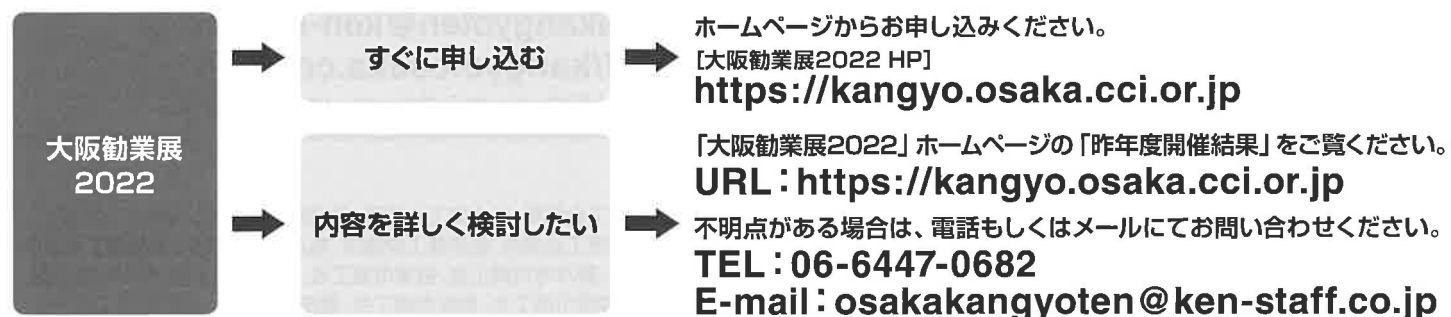 大阪勧業展
2022
すぐに申し込む
ホームページからお申し込みください。
[大阪勧業展2022 HP]
https://kangyo.osaka.cci.or.jp
内容を詳しく検討したい
「大阪勧業展2022」ホームページの「昨年度開催結果」をご覧ください。
URL：https://kangyo.osaka.cci.or.jp
不明点がある場合は、電話もしくはメールにてお問い合わせください。
TEL：06-6447-0682
E-mail：osakakangyoten@ken-staff.co.jp